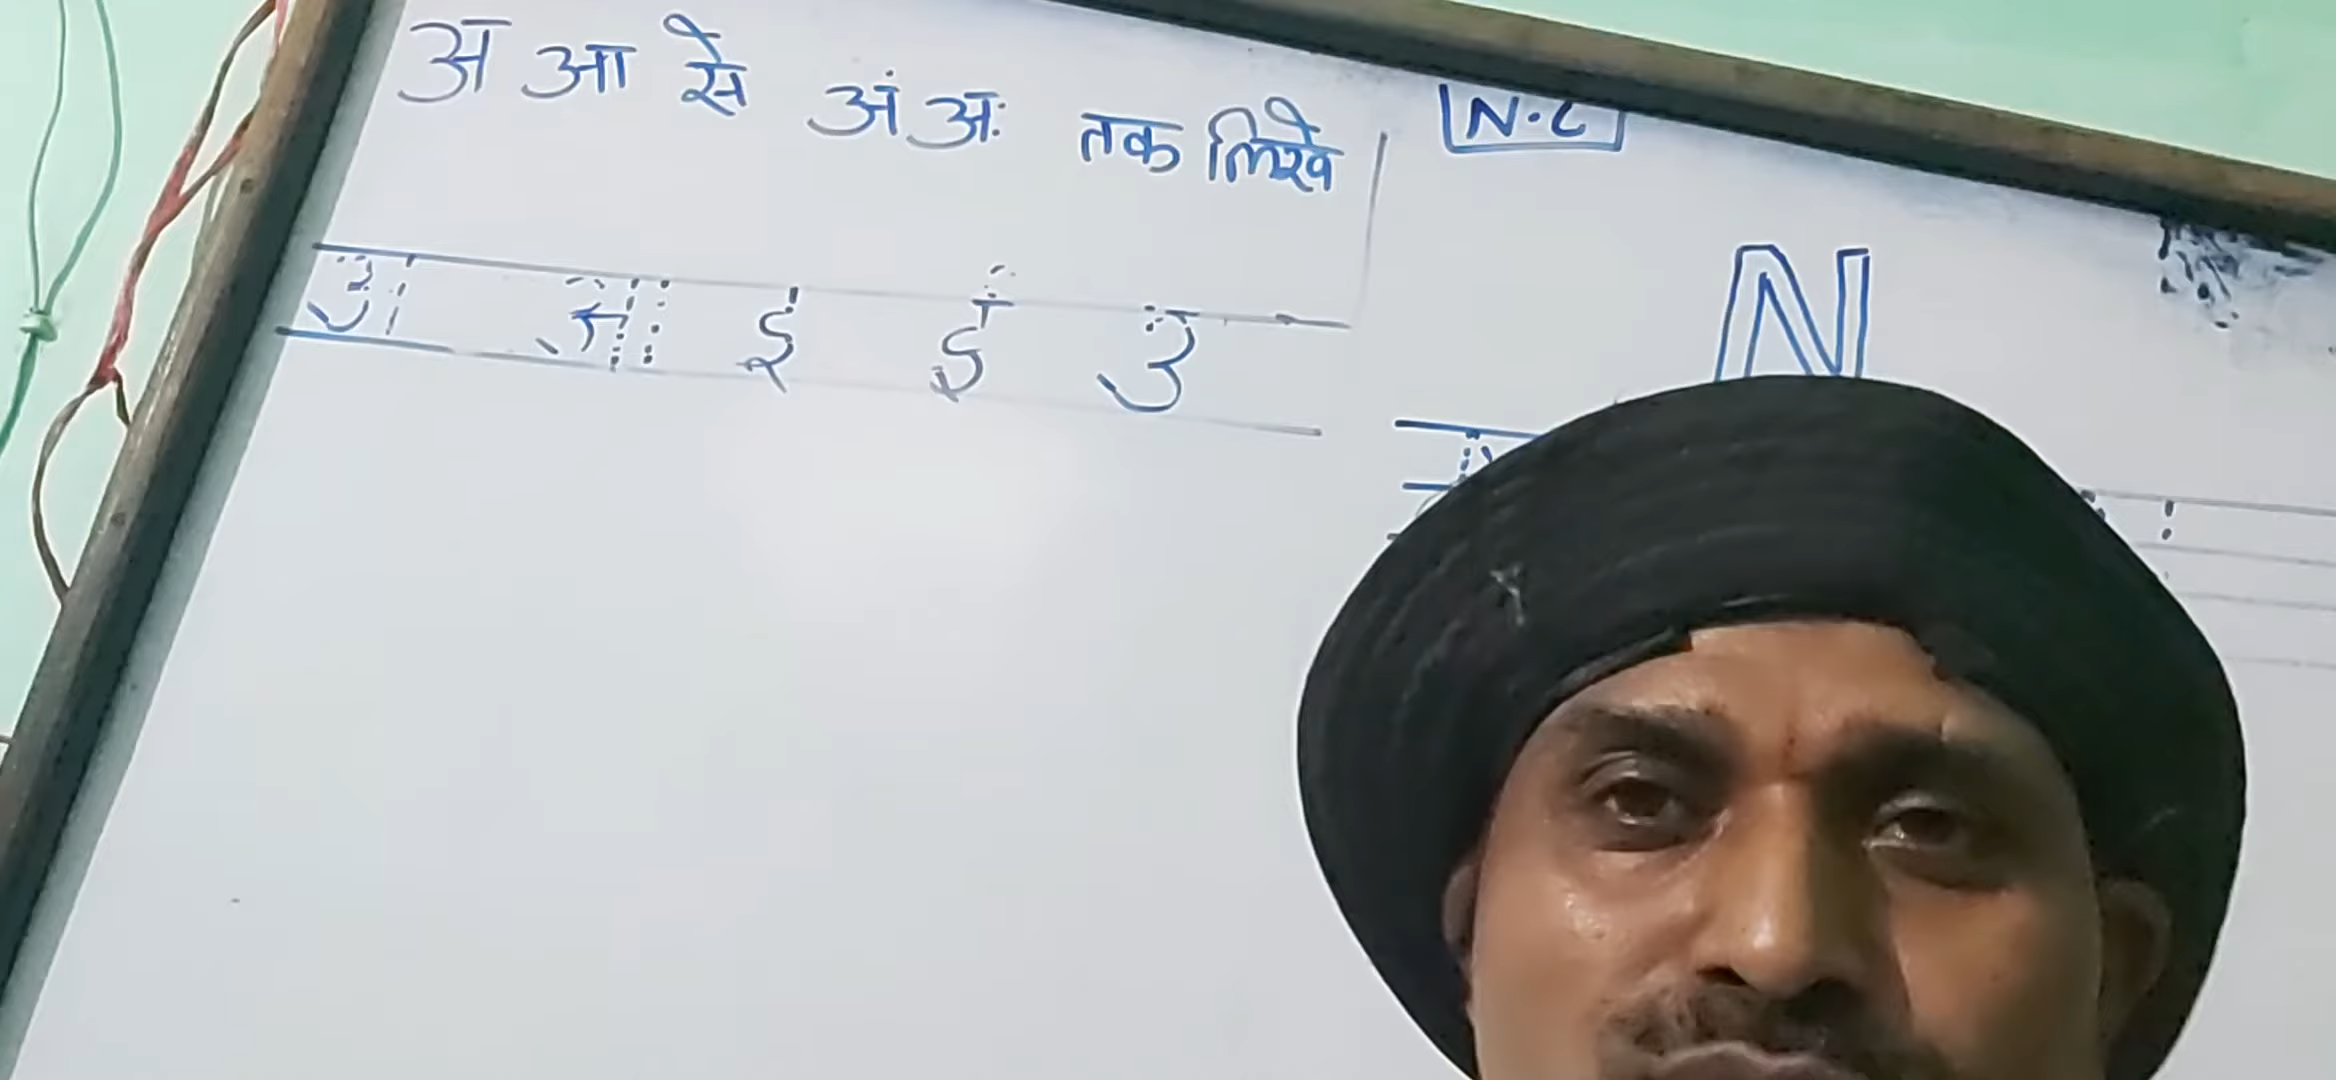 अ आ से अं अः तक लिखे
N.C
अ आ इ ई उ
N